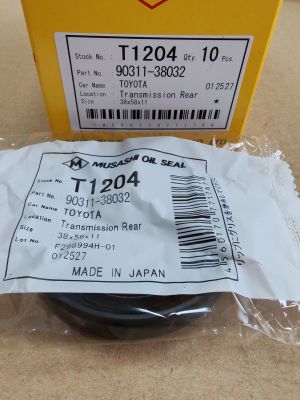 Stock No. : T1204 Qty. 10 Pcs.
Part No. : 90311-38032
Car Name : TOYOTA 012527
Location : Transmission Rear
Size : 38x58x11 ★
M MUSASHI OIL SEAL
Stock No. T1204
Part No. 90311-38032
Car Name TOYOTA
Location Transmission Rear
Size 38x58x11
Lot No. F298994H-01
012527
MADE IN JAPAN